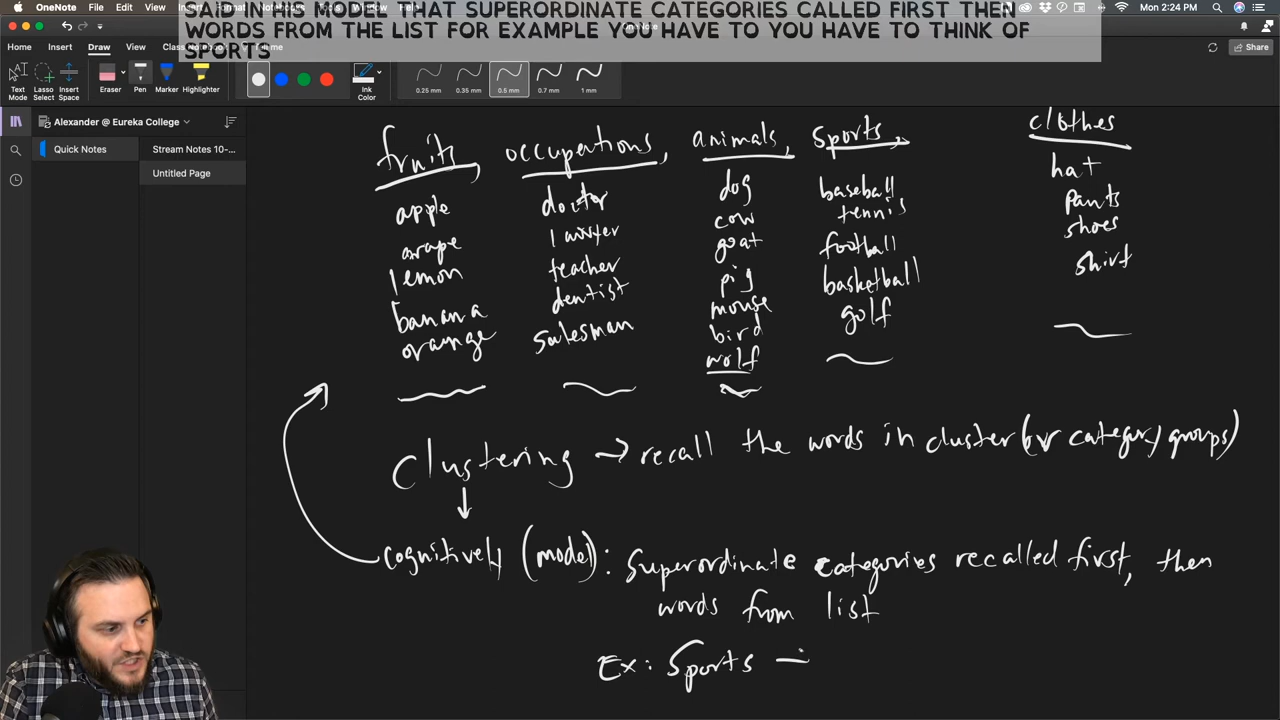 OneNote File Edit View Insert Format Notebooks Tools Window Help
Mon 2:24 PM
SAID IN HIS MODEL THAT SUPERORDINATE CATEGORIES CALLED FIRST THEN
WORDS FROM THE LIST FOR EXAMPLE YOU HAVE TO YOU HAVE TO THINK OF
SPORTS
Home Insert Draw View
Share
Text Mode
Lasso Select
Insert Space
Eraser
Pen
Marker
Highlighter
Ink Color
0.25 mm 0.35 mm 0.5 mm 0.7 mm 1 mm
Alexander @ Eureka College
Quick Notes
Stream Notes 10-...
Untitled Page
fruits, occupations, animals, sports, clothes
apple
grape
lemon
banana
orange
doctor
lawyer
teacher
dentist
salesman
dog
cow
goat
pig
mouse
bird
wolf
baseball
tennis
football
basketball
golf
hat
pants
shoes
shirt
Clustering → recall the words in cluster (or category groups)
cognitively (model): Superordinate categories recalled first, then
words from list
Ex: Sports –